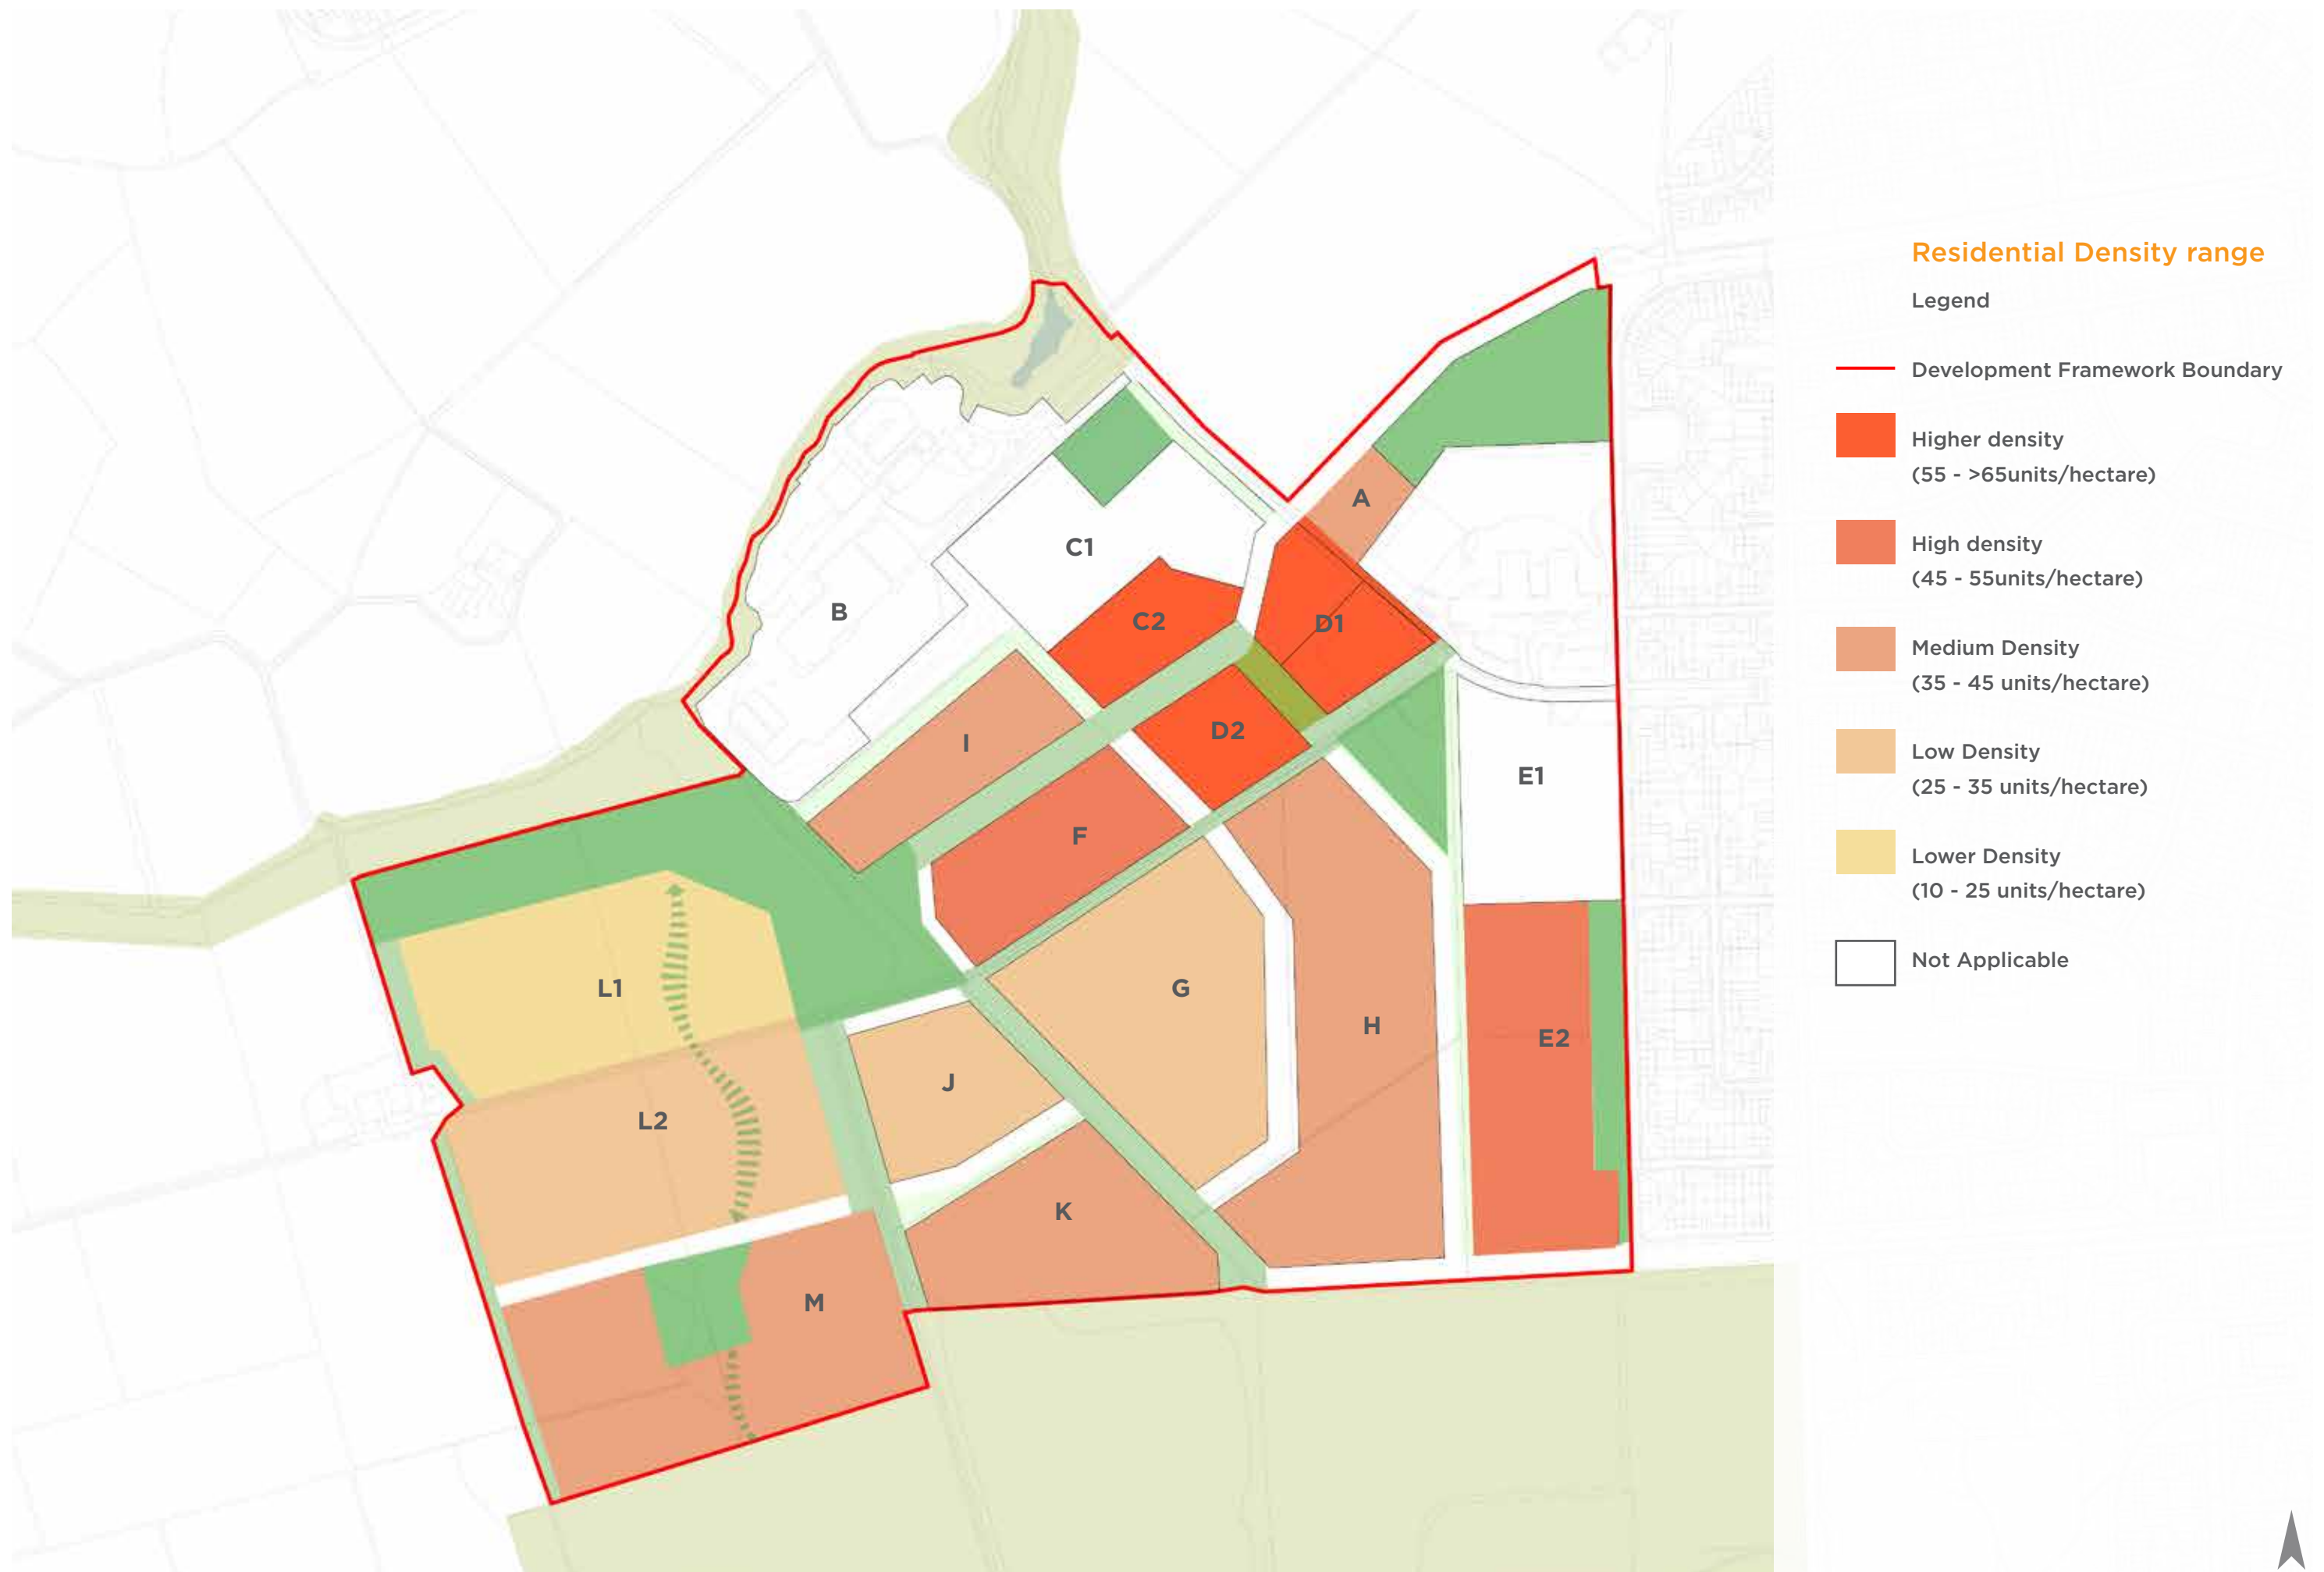 A
C1
B
C2
D1
D2
I
E1
F
L1
G
H
E2
J
L2
K
M
Residential Density range
Legend
Development Framework Boundary
Higher density
(55 - >65units/hectare)
High density
(45 - 55units/hectare)
Medium Density
(35 - 45 units/hectare)
Low Density
(25 - 35 units/hectare)
Lower Density
(10 - 25 units/hectare)
Not Applicable